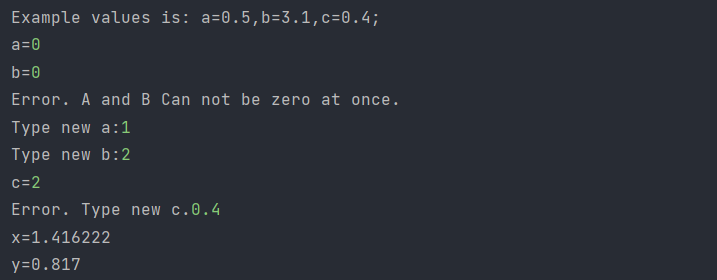 Example values is: a=0.5,b=3.1,c=0.4;
a=0
b=0
Error. A and B Can not be zero at once.
Type new a:1
Type new b:2
c=2
Error. Type new c.0.4
x=1.416222
y=0.817